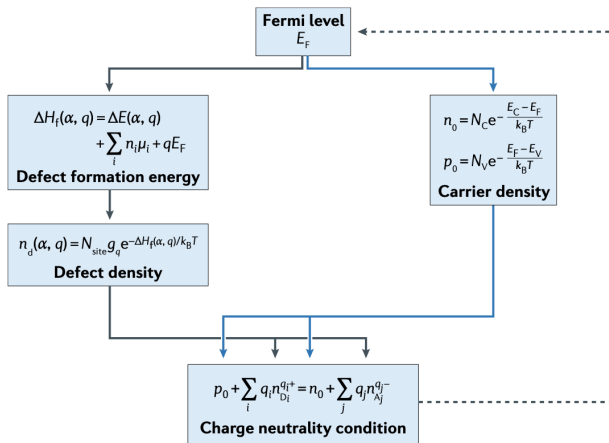 Fermi level
E_F
ΔH_f(α, q) = ΔE(α, q)
+ ∑_i n_i μ_i + qE_F
Defect formation energy
n_0 = N_C e^{- (E_C − E_F)/(k_B T)}
p_0 = N_V e^{- (E_F − E_V)/(k_B T)}
Carrier density
n_d(α, q) = N_site g_q e^{−ΔH_f(α, q)/k_B T}
Defect density
p_0 + ∑_i q_i n_{D_i}^{q_i+} = n_0 + ∑_j q_j n_{A_j}^{q_j−}
Charge neutrality condition